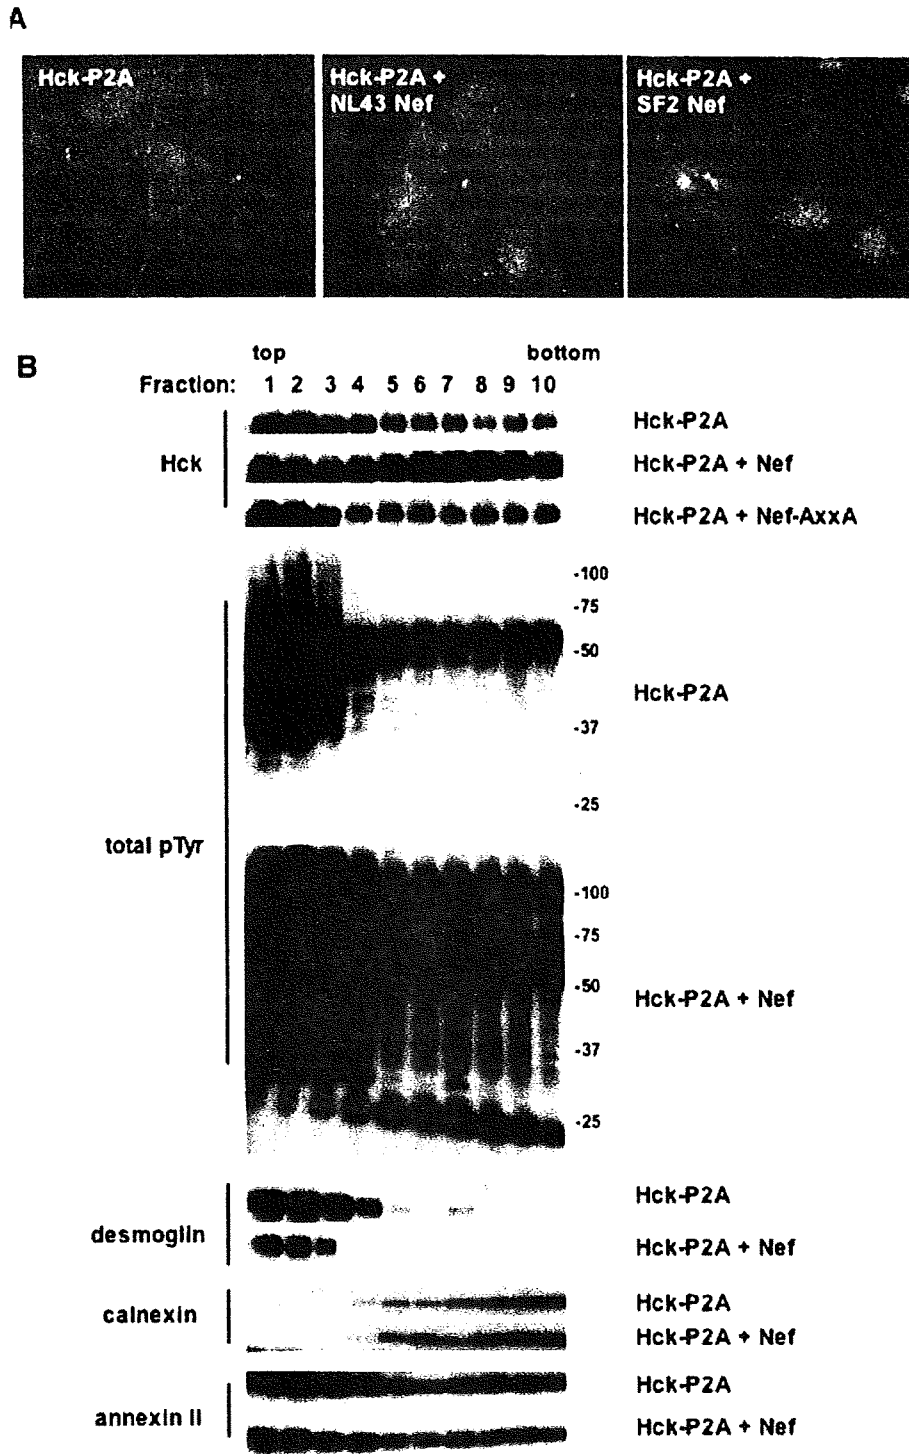 A
Hck-P2A
Hck-P2A +
NL43 Nef
Hck-P2A +
SF2 Nef
B
top bottom
Fraction: 1 2 3 4 5 6 7 8 9 10
Hck
Hck-P2A
Hck-P2A + Nef
Hck-P2A + Nef-AxxA
total pTyr
-100
-75
-50
Hck-P2A
-37
-25
-100
-75
-50
Hck-P2A + Nef
-37
-25
desmoglin
Hck-P2A
Hck-P2A + Nef
calnexin
Hck-P2A
Hck-P2A + Nef
annexin II
Hck-P2A
Hck-P2A + Nef